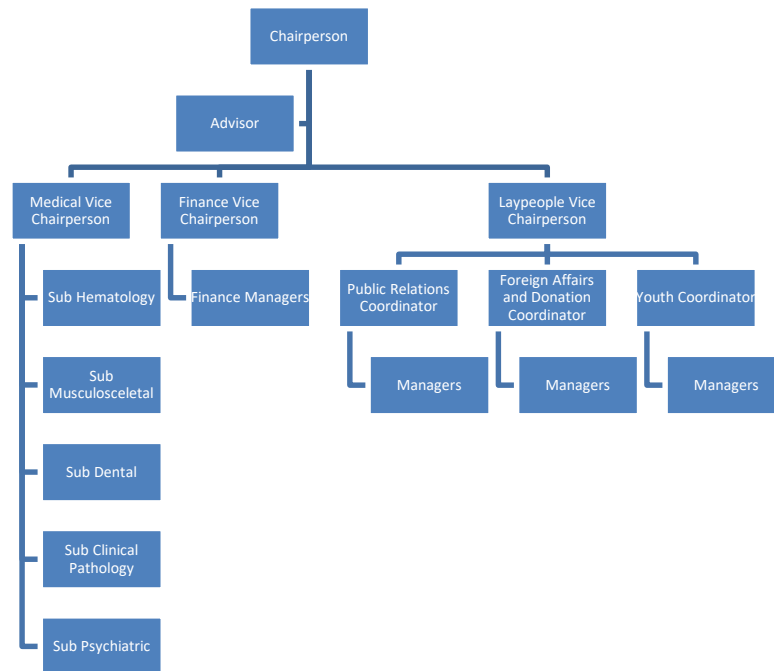 Chairperson
Advisor
Medical Vice
Chairperson
Finance Vice
Chairperson
Laypeople Vice
Chairperson
Sub Hematology
Finance Managers
Public Relations
Coordinator
Foreign Affairs
and Donation
Coordinator
Youth Coordinator
Sub
Musculosceletal
Managers
Managers
Managers
Sub Dental
Sub Clinical
Pathology
Sub Psychiatric